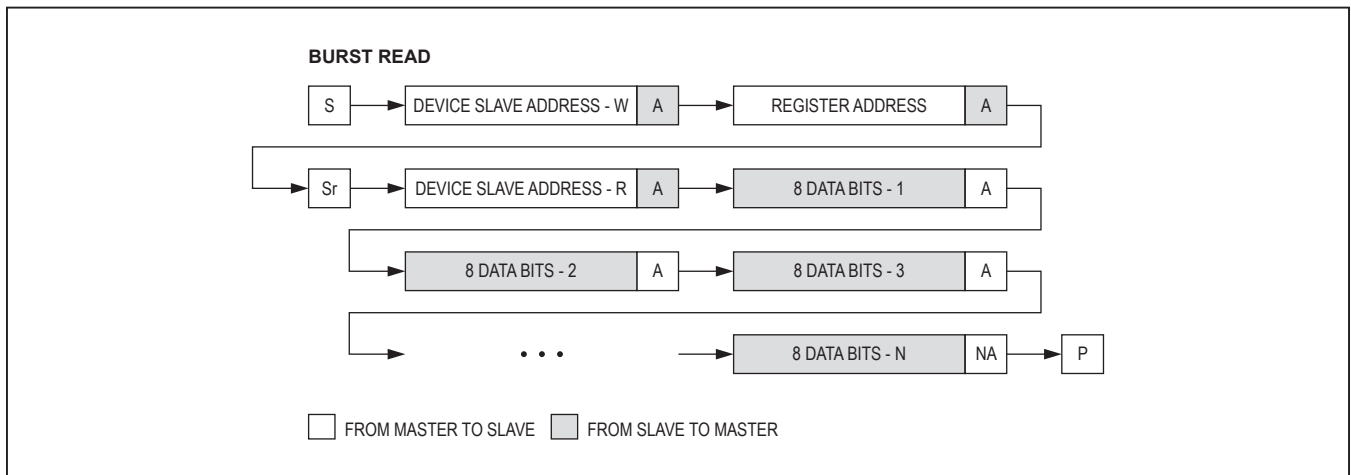 BURST READ
S DEVICE SLAVE ADDRESS - W A REGISTER ADDRESS A
Sr DEVICE SLAVE ADDRESS - R A 8 DATA BITS - 1 A
8 DATA BITS - 2 A 8 DATA BITS - 3 A
• • • 8 DATA BITS - N NA P
FROM MASTER TO SLAVE FROM SLAVE TO MASTER